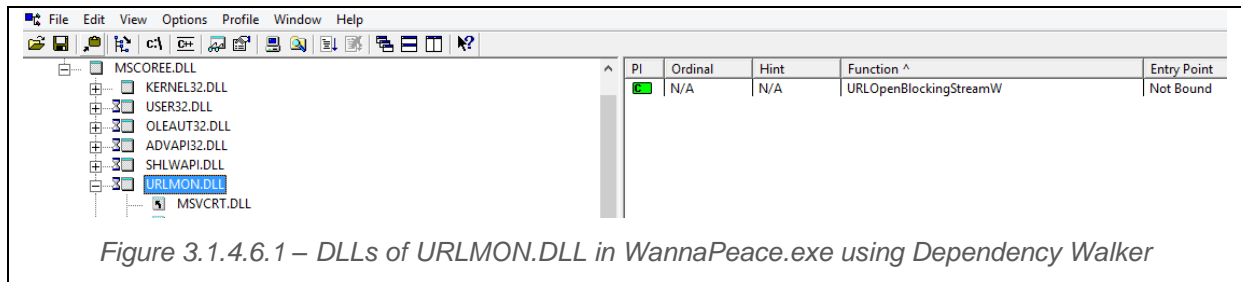 File Edit View Options Profile Window Help
c:\ C++
MSCOREE.DLL
KERNEL32.DLL
USER32.DLL
OLEAUT32.DLL
ADVAPI32.DLL
SHLWAPI.DLL
URLMON.DLL
MSVCRT.DLL
PI Ordinal Hint Function ^ Entry Point
C N/A N/A URLOpenBlockingStreamW Not Bound
Figure 3.1.4.6.1 – DLLs of URLMON.DLL in WannaPeace.exe using Dependency Walker